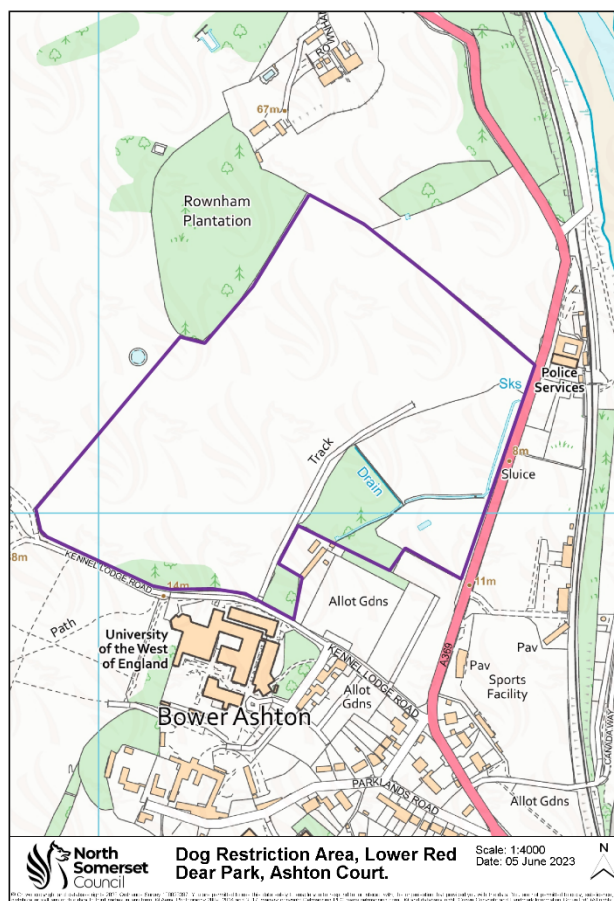 ROWNHA
67m
Rownham
Plantation
Police
Services
Sks
8m
Sluice
Track
Drain
8m
KENNEL LODGE ROAD
14m
11m
Path
University
of the West
of England
Allot Gdns
A369
KENNEL LODGE ROAD
Pav
Pav
Sports
Facility
Allot
Gdns
Bower Ashton
PARKLANDS ROAD
CANADA WAY
Allot Gdns
North
Somerset
Council
Dog Restriction Area, Lower Red
Dear Park, Ashton Court.
Scale: 1:4000
Date: 05 June 2023
N